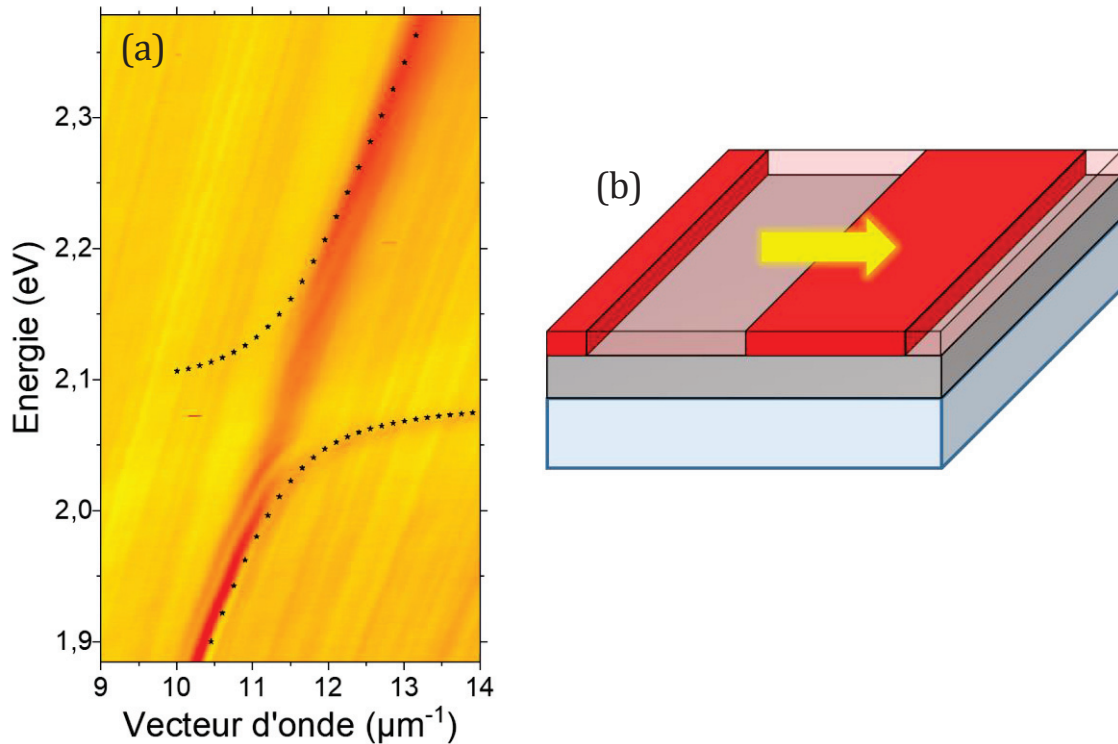 (a)
2,3
2,2
2,1
2,0
1,9
Energie (eV)
9 10 11 12 13 14
Vecteur d'onde (µm⁻¹)
(b)